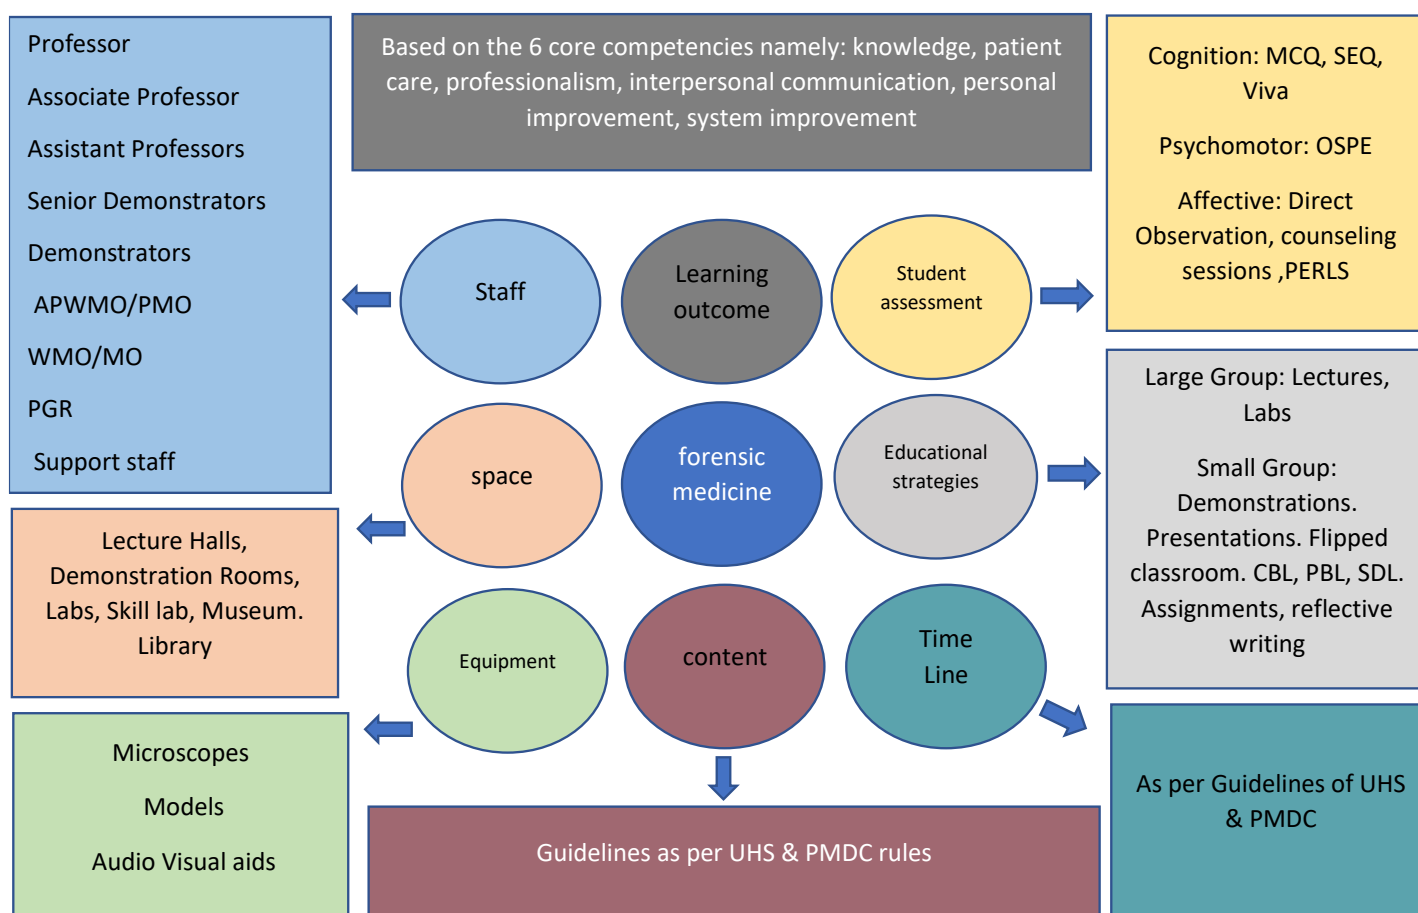 Professor
Associate Professor
Assistant Professors
Senior Demonstrators
Demonstrators
APWMO/PMO
WMO/MO
PGR
Support staff
Based on the 6 core competencies namely: knowledge, patient
care, professionalism, interpersonal communication, personal
improvement, system improvement
Cognition: MCQ, SEQ,
Viva
Psychomotor: OSPE
Affective: Direct
Observation, counseling
sessions ,PERLS
Staff
Learning
outcome
Student
assessment
space
forensic
medicine
Educational
strategies
Large Group: Lectures,
Labs
Small Group:
Demonstrations.
Presentations. Flipped
classroom. CBL, PBL, SDL.
Assignments, reflective
writing
Lecture Halls,
Demonstration Rooms,
Labs, Skill lab, Museum.
Library
Equipment
content
Time
Line
Microscopes
Models
Audio Visual aids
Guidelines as per UHS & PMDC rules
As per Guidelines of UHS
& PMDC